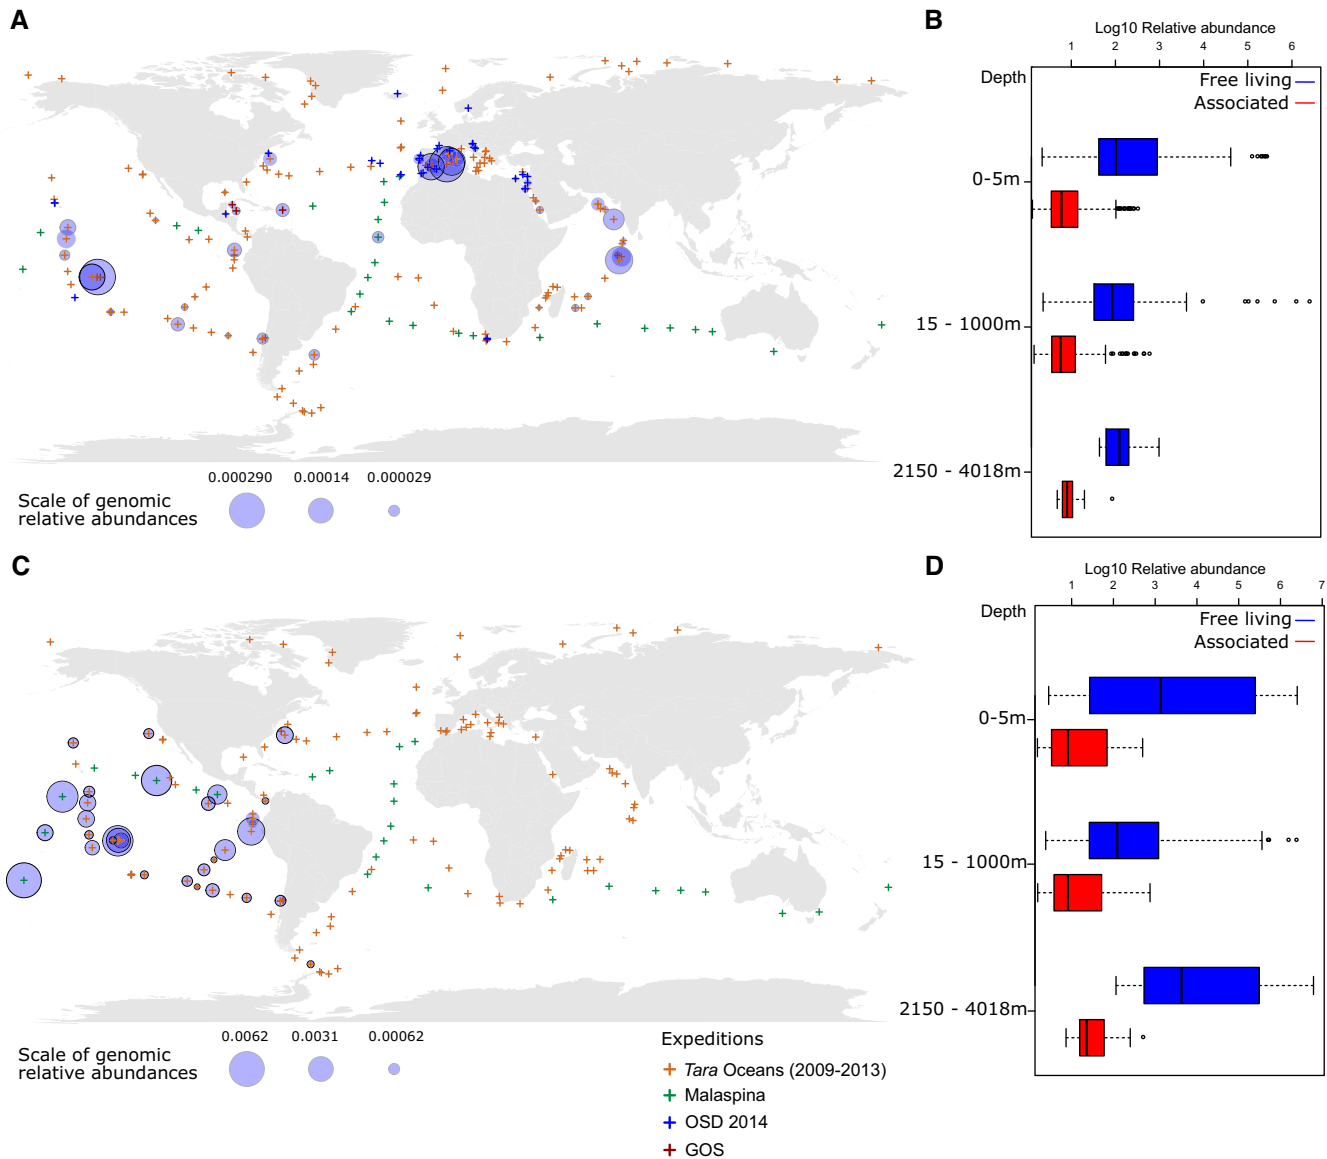 A
B
Log10 Relative abundance
1 2 3 4 5 6
Depth
Free living
Associated
0-5m
15 - 1000m
2150 - 4018m
0.000290 0.00014 0.000029
Scale of genomic
relative abundances
C
D
Log10 Relative abundance
1 2 3 4 5 6 7
Depth
Free living
Associated
0-5m
15 - 1000m
2150 - 4018m
0.0062 0.0031 0.00062
Scale of genomic
relative abundances
Expeditions
Tara Oceans (2009-2013)
Malaspina
OSD 2014
GOS